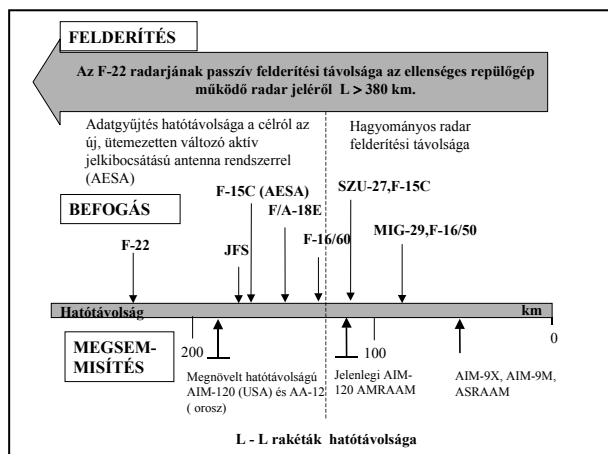 FELDERÍTÉS
Az F-22 radarjának passzív felderítési távolsága az ellenséges repülőgép
működő radar jeléről L > 380 km.
Adatgyűjtés hatótávolsága a célról az
új, ütemezetten változó aktív
jelkibocsátású antenna rendszerrel
(AESA)
Hagyományos radar
felderítési távolsága
BEFOGÁS
F-15C (AESA)
F/A-18E
SZU-27,F-15C
F-22
JFS
F-16/60
MIG-29,F-16/50
Hatótávolság
km
MEGSEM-
MISÍTÉS
200
100
0
Megnövelt hatótávolságú
AIM-120 (USA) és AA-12
( orosz)
Jelenlegi AIM-
120 AMRAAM
AIM-9X, AIM-9M,
ASRAAM
L - L rakéták hatótávolsága